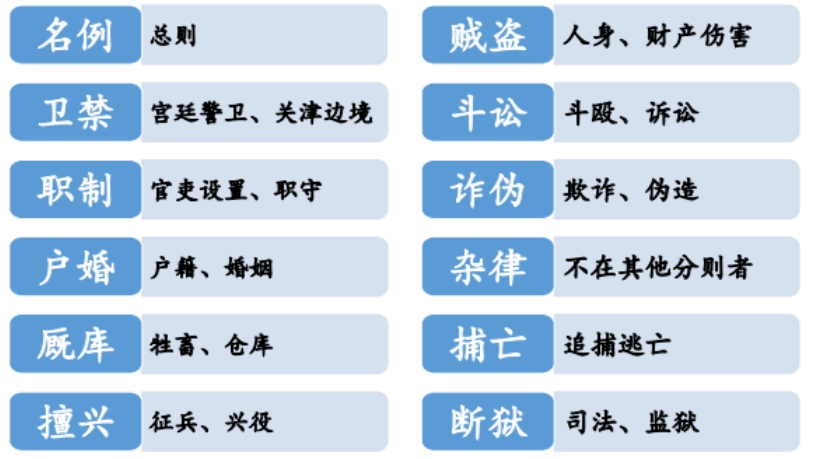 名例 总则
卫禁 宫廷警卫、关津边境
职制 官吏设置、职守
户婚 户籍、婚姻
厩库 牲畜、仓库
擅兴 征兵、兴役
贼盗 人身、财产伤害
斗讼 斗殴、诉讼
诈伪 欺诈、伪造
杂律 不在其他分则者
捕亡 追捕逃亡
断狱 司法、监狱